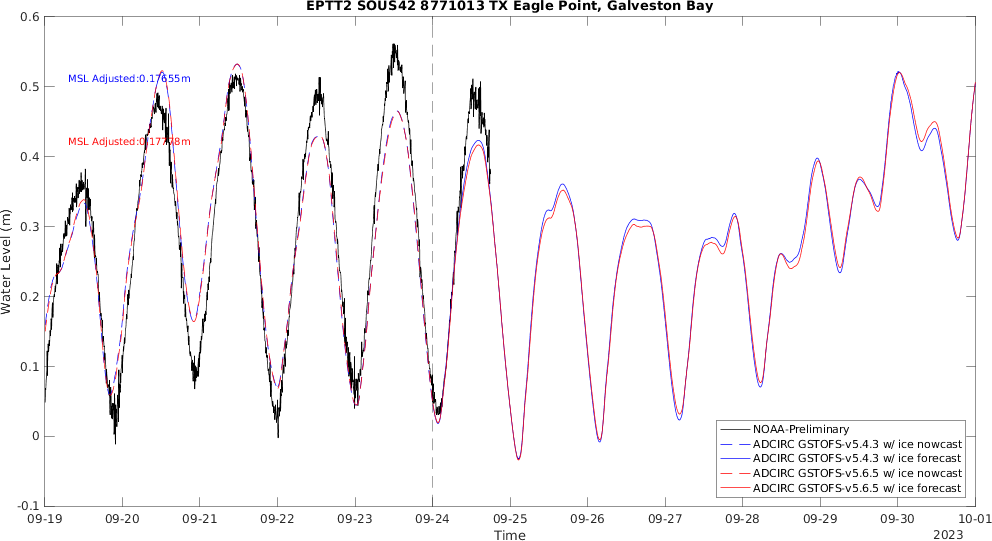 EPTT2 SOUS42 8771013 TX Eagle Point, Galveston Bay
0.6
0.5
0.4
0.3
0.2
0.1
0
-0.1
Water Level (m)
MSL Adjusted:0.17655m
MSL Adjusted:0.17778m
NOAA-Preliminary
ADCIRC GSTOFS-v5.4.3 w/ ice nowcast
ADCIRC GSTOFS-v5.4.3 w/ ice forecast
ADCIRC GSTOFS-v5.6.5 w/ ice nowcast
ADCIRC GSTOFS-v5.6.5 w/ ice forecast
09-19 09-20 09-21 09-22 09-23 09-24 09-25 09-26 09-27 09-28 09-29 09-30 10-01
Time
2023